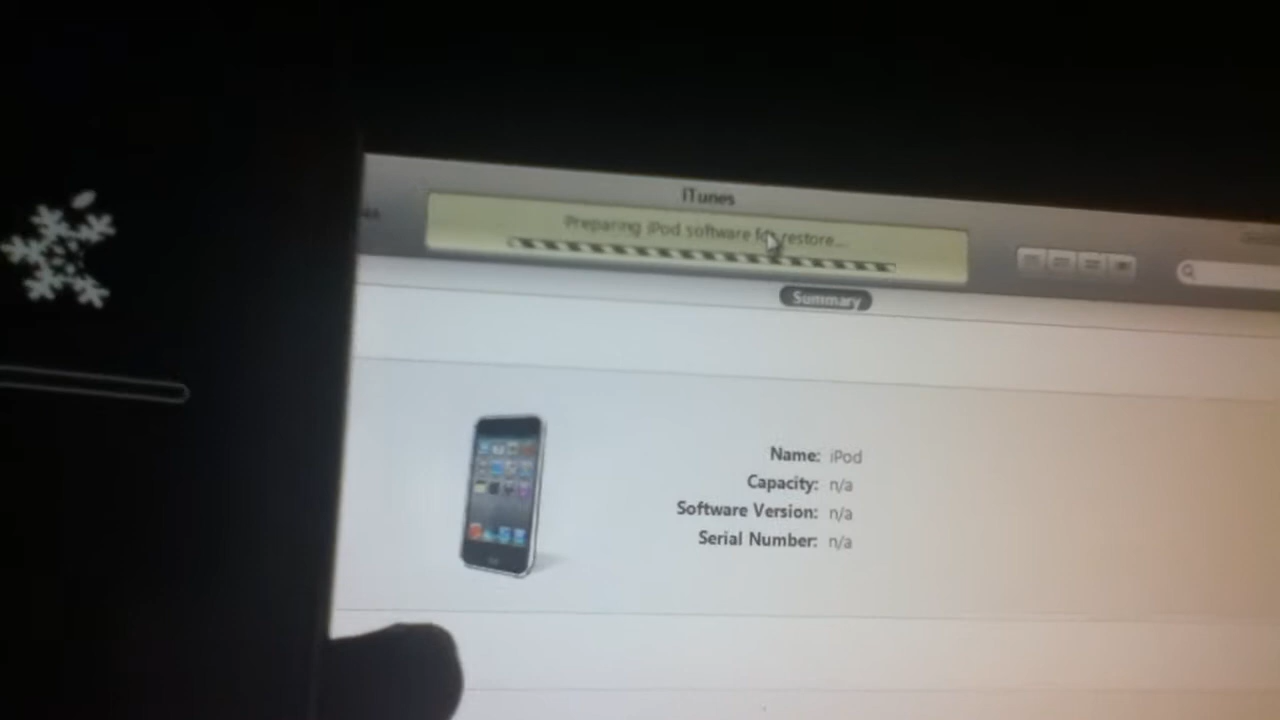 iTunes
Preparing iPod software for restore...
Summary
Name: iPod
Capacity: n/a
Software Version: n/a
Serial Number: n/a